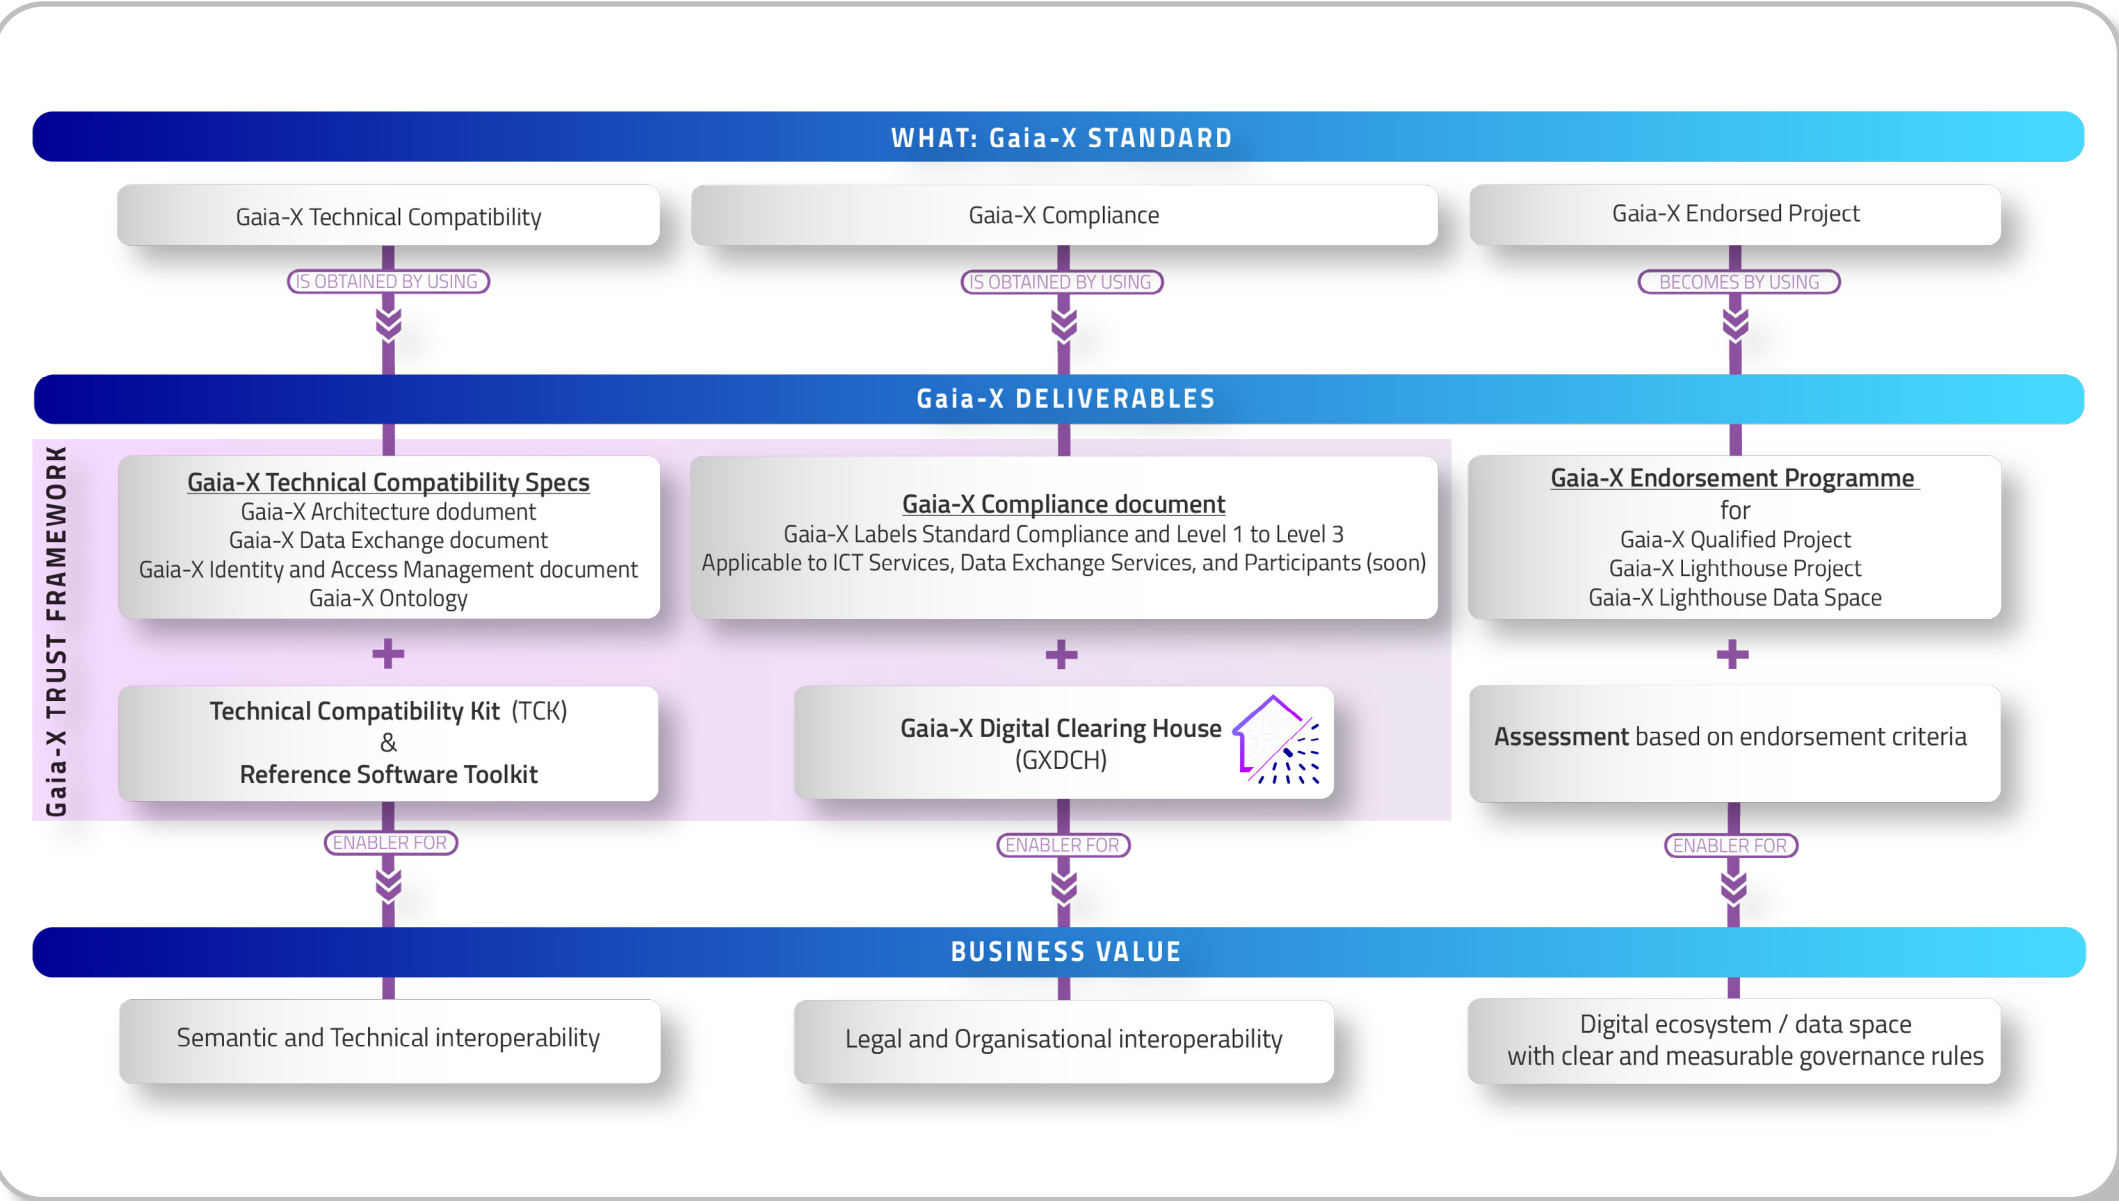 WHAT: Gaia-X STANDARD
Gaia-X Technical Compatibility
Gaia-X Compliance
Gaia-X Endorsed Project
IS OBTAINED BY USING
IS OBTAINED BY USING
BECOMES BY USING
Gaia-X DELIVERABLES
Gaia-X TRUST FRAMEWORK
Gaia-X Technical Compatibility Specs
Gaia-X Architecture dodument
Gaia-X Data Exchange document
Gaia-X Identity and Access Management document
Gaia-X Ontology
Gaia-X Compliance document
Gaia-X Labels Standard Compliance and Level 1 to Level 3
Applicable to ICT Services, Data Exchange Services, and Participants (soon)
Gaia-X Endorsement Programme
for
Gaia-X Qualified Project
Gaia-X Lighthouse Project
Gaia-X Lighthouse Data Space
+
+
+
Technical Compatibility Kit (TCK)
&
Reference Software Toolkit
Gaia-X Digital Clearing House
(GXDCH)
Assessment based on endorsement criteria
ENABLER FOR
ENABLER FOR
ENABLER FOR
BUSINESS VALUE
Semantic and Technical interoperability
Legal and Organisational interoperability
Digital ecosystem / data space
with clear and measurable governance rules